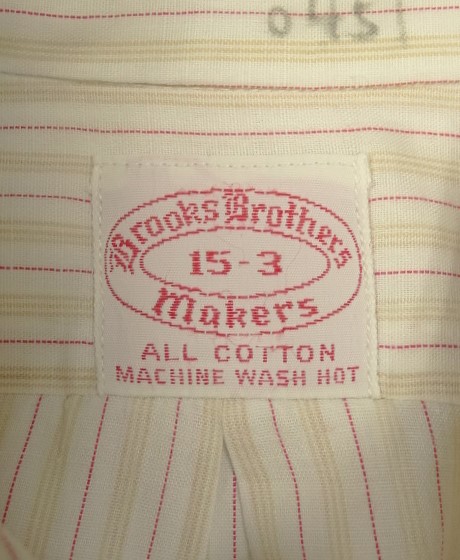 0451
Brooks Brothers
15-3
Makers
ALL COTTON
MACHINE WASH HOT